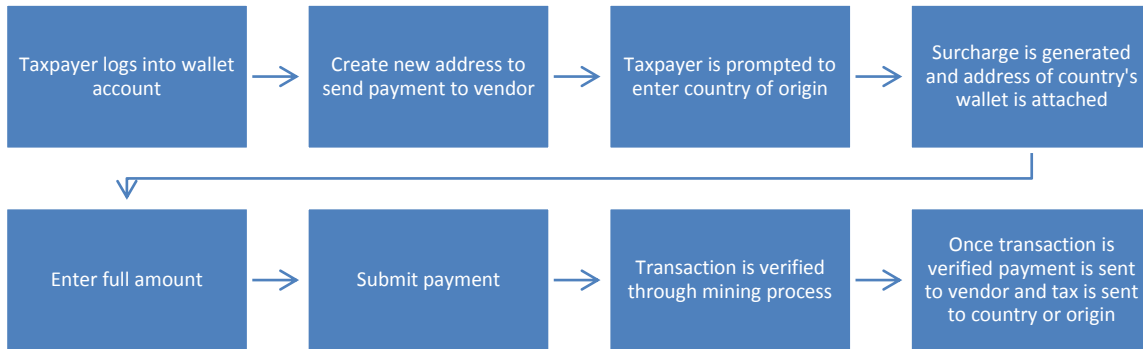 Taxpayer logs into wallet
account
Create new address to
send payment to vendor
Taxpayer is prompted to
enter country of origin
Surcharge is generated
and address of country's
wallet is attached
Enter full amount
Submit payment
Transaction is verified
through mining process
Once transaction is
verified payment is sent
to vendor and tax is sent
to country or origin